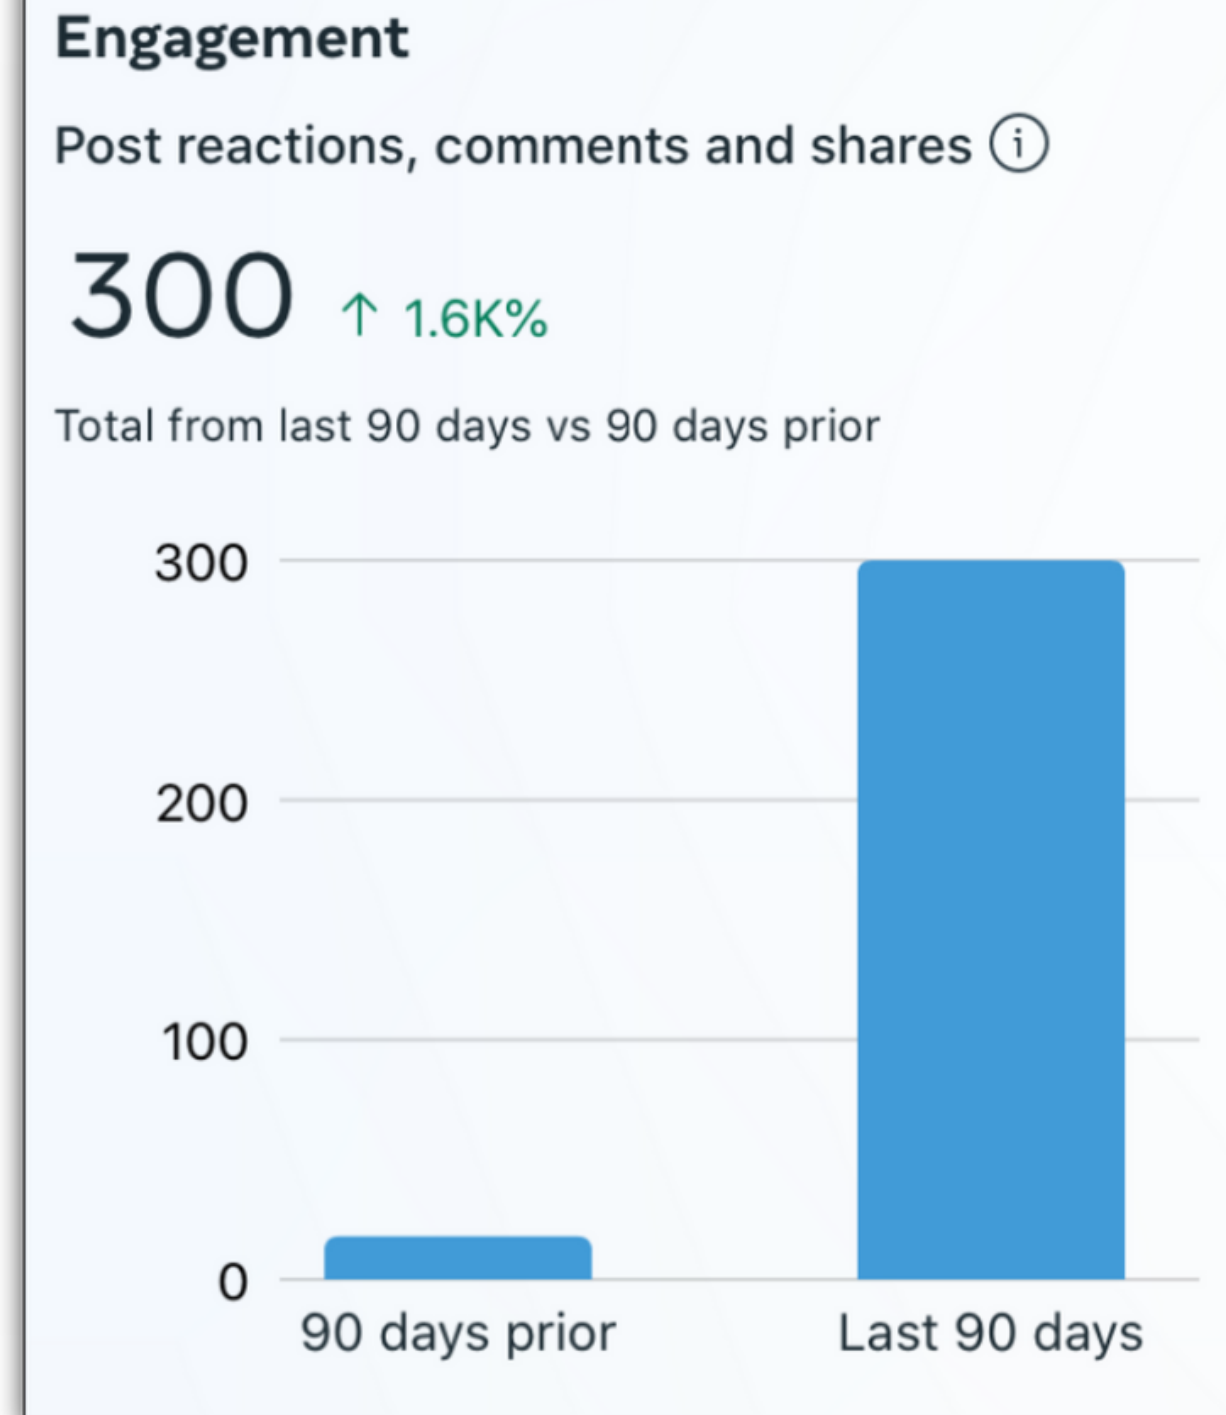 Engagement
Post reactions, comments and shares
300 ↑ 1.6K%
Total from last 90 days vs 90 days prior
300
200
100
0
90 days prior Last 90 days